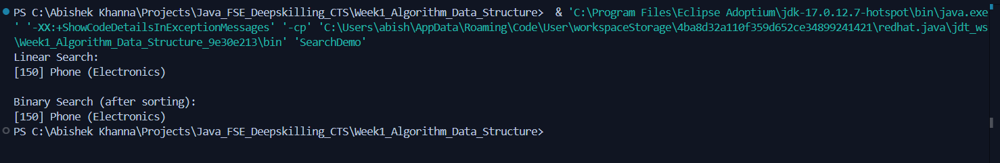 PS C:\Abishek Khanna\Projects\Java_FSE_Deepskilling_CTS\Week1_Algorithm_Data_Structure>  & 'C:\Program Files\Eclipse Adoptium\jdk-17.0.12.7-hotspot\bin\java.exe
' '-XX:+ShowCodeDetailsInExceptionMessages' '-cp' 'C:\Users\abish\AppData\Roaming\Code\User\workspaceStorage\4ba8d32a110f359d652ce34899241421\redhat.java\jdt_ws
\Week1_Algorithm_Data_Structure_9e30e213\bin' 'SearchDemo'
Linear Search:
[150] Phone (Electronics)

Binary Search (after sorting):
[150] Phone (Electronics)
PS C:\Abishek Khanna\Projects\Java_FSE_Deepskilling_CTS\Week1_Algorithm_Data_Structure>